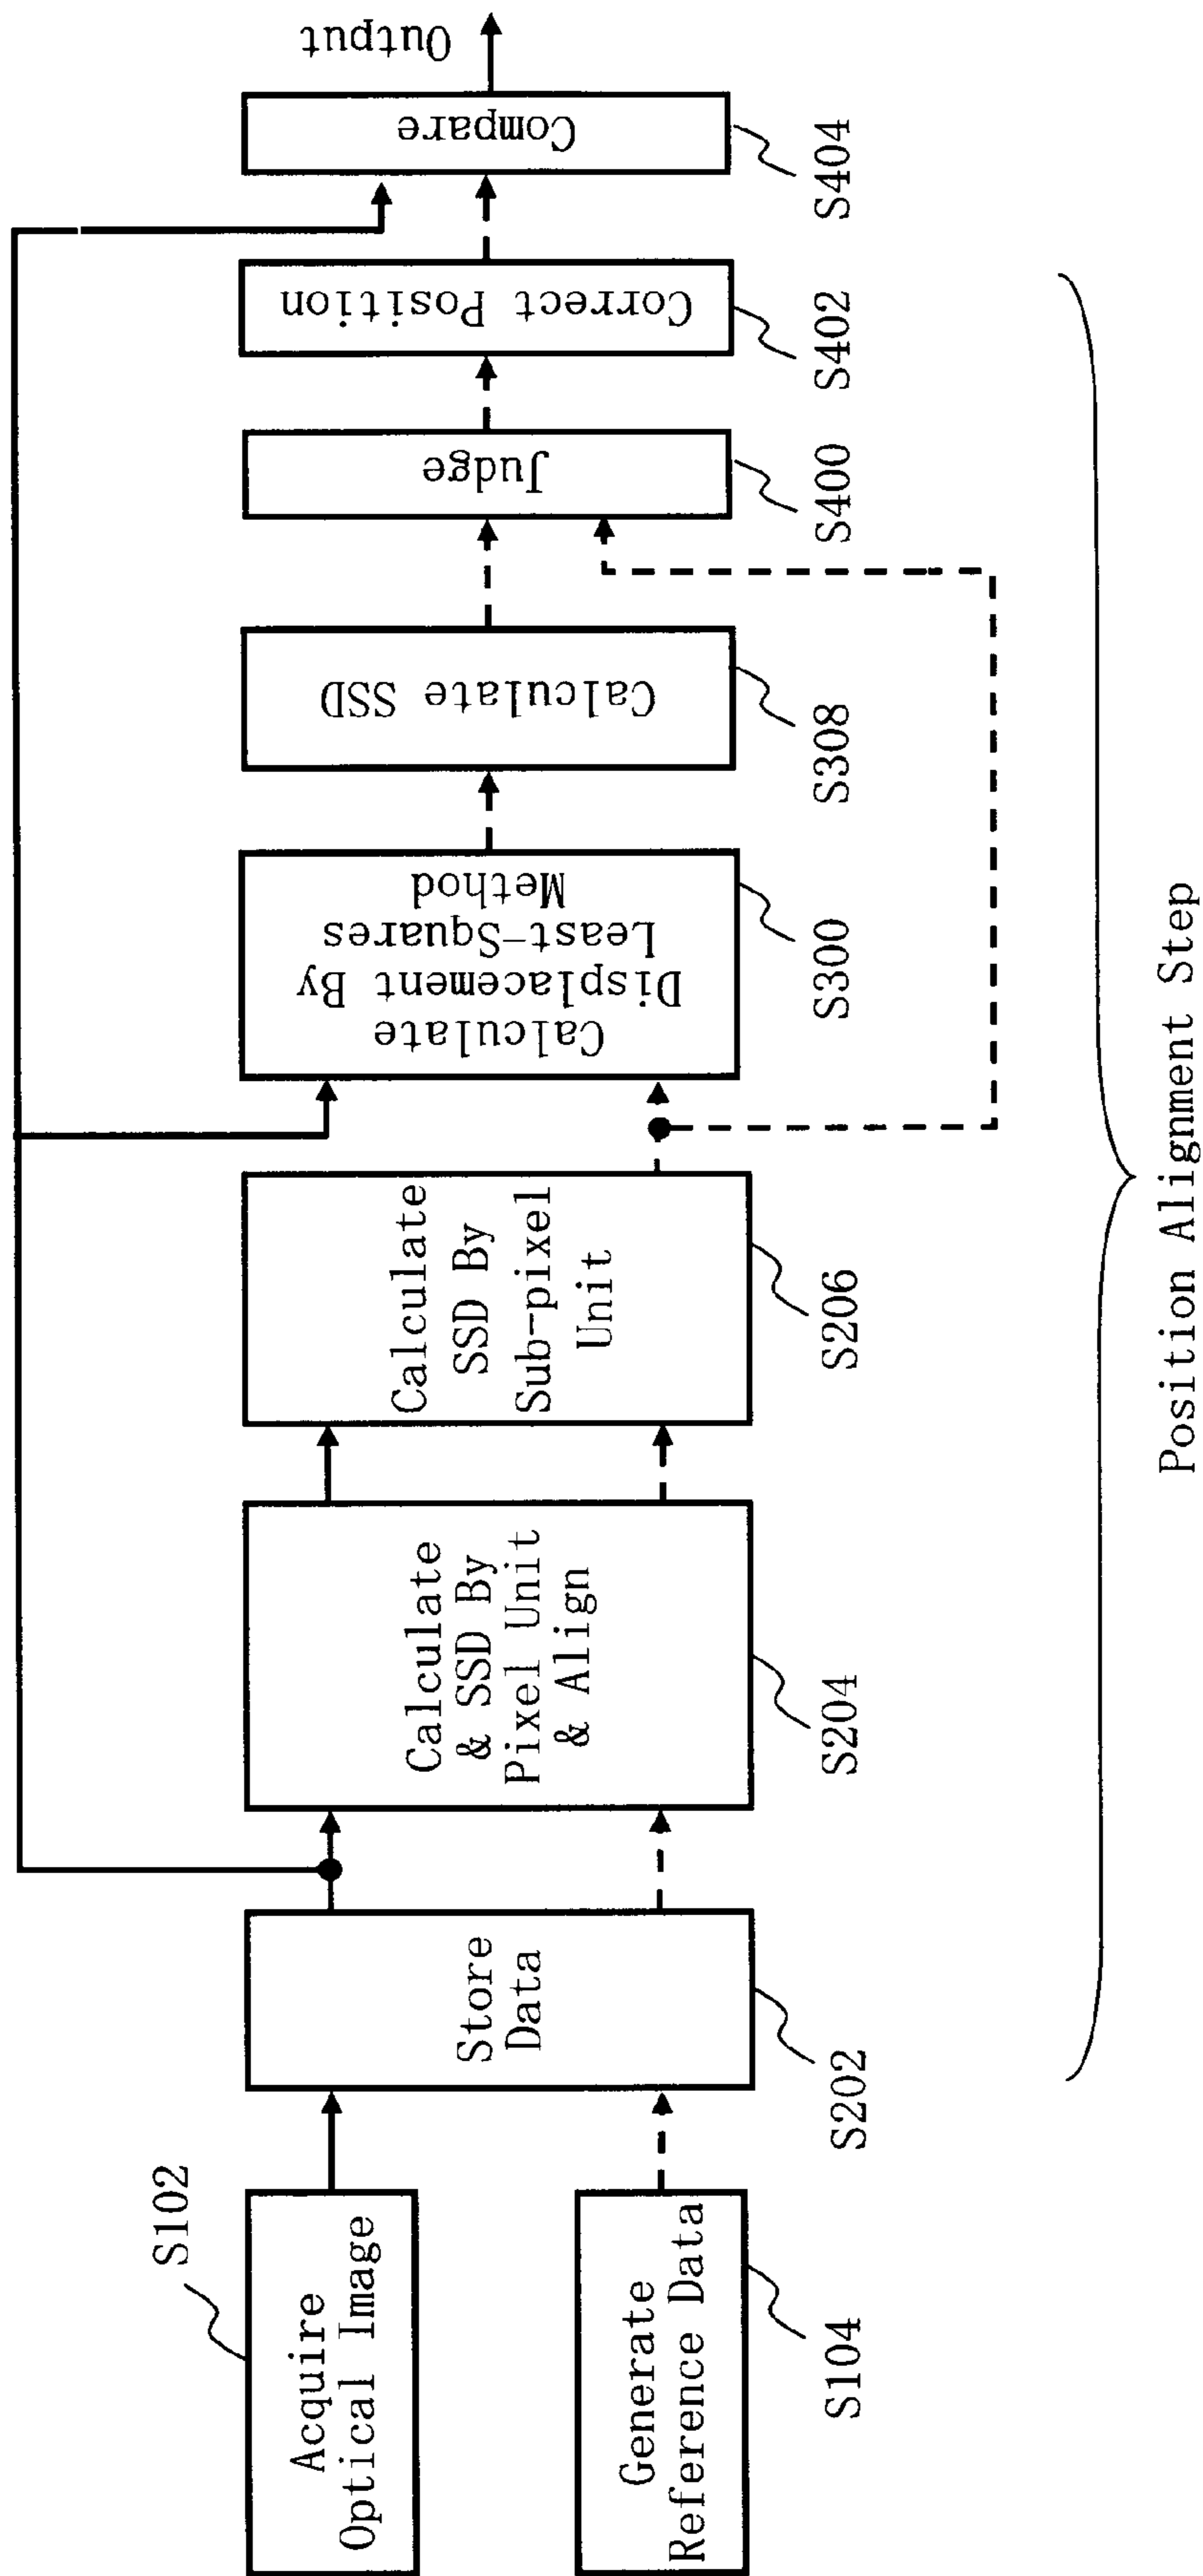 S102
Acquire
Optical Image
Generate
Reference Data
S104
Store
Data
S202
Calculate
& SSD By
Pixel Unit
& Align
S204
Calculate
SSD By
Sub-pixel
Unit
S206
Calculate
Displacement By
Least-Squares
Method
S300
Calculate SSD
S308
Judge
S400
Correct Position
S402
Compare
S404
Output
Position Alignment Step